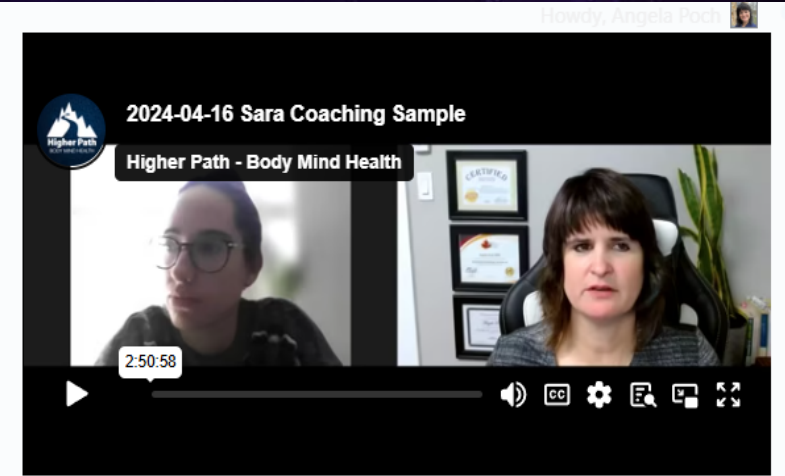 Howdy, Angela Poch
2024-04-16 Sara Coaching Sample
Higher Path
BODY MIND HEALTH
Higher Path - Body Mind Health
CERTIFIED
2:50:58
CC